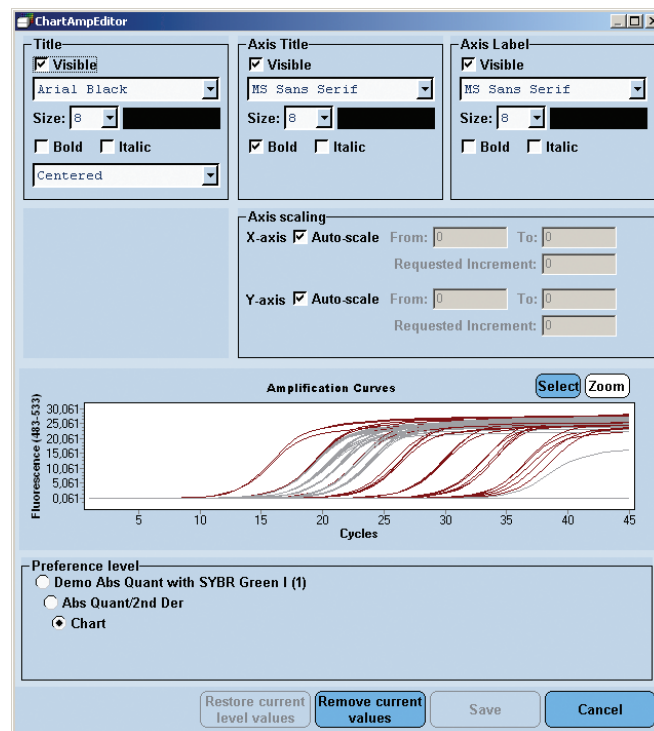 ChartAmpEditor
Title
Visible
Arial Black
Size: 8
Bold Italic
Centered
Axis Title
Visible
MS Sans Serif
Size: 8
Bold Italic
Axis Label
Visible
MS Sans Serif
Size: 8
Bold Italic
Axis scaling
X-axis Auto-scale From: 0 To: 0
Requested Increment: 0
Y-axis Auto-scale From: 0 To: 0
Requested Increment: 0
Amplification Curves
Select Zoom
Fluorescence (483-533)
30,061
25,061
20,061
15,061
10,061
5,061
0,061
5 10 15 20 25 30 35 40 45
Cycles
Preference level
Demo Abs Quant with SYBR Green I (1)
Abs Quant/2nd Der
Chart
Restore current
level values
Remove current
values
Save
Cancel